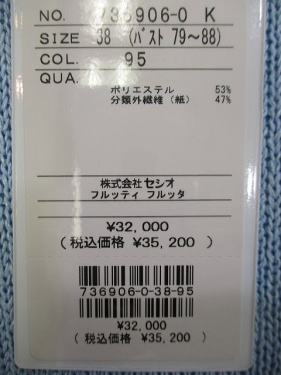 NO. 736906-0 K
SIZE 38 (バスト 79～88)
COL. 95
QUA.
ポリエステル 53%
分類外繊維(紙) 47%
株式会社セシオ
フルッティ フルッタ
¥32,000
(税込価格 ¥35,200)
736906-0-38-95
¥32,000
(税込価格 ¥35,200)